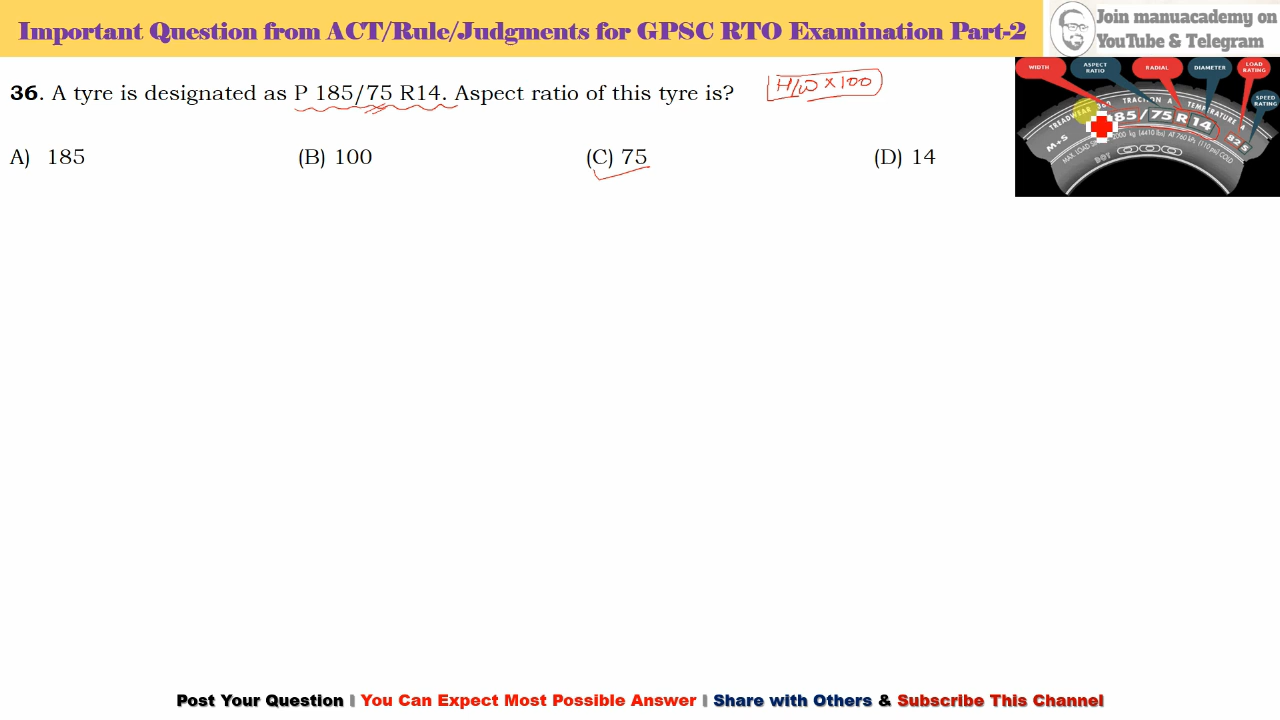 Important Question from ACT/Rule/Judgments for GPSC RTO Examination Part-2
Join manuacademy on
YouTube & Telegram
36. A tyre is designated as P 185/75 R14. Aspect ratio of this tyre is?
H/W×100
A) 185
(B) 100
(C) 75
(D) 14
WIDTH
ASPECT RATIO
RADIAL
DIAMETER
LOAD RATING
SPEED RATING
TREADWEAR
TRACTION A
TEMPERATURE A
85/75 R 14
82S
M+S
DOT
Post Your Question | You Can Expect Most Possible Answer | Share with Others & Subscribe This Channel